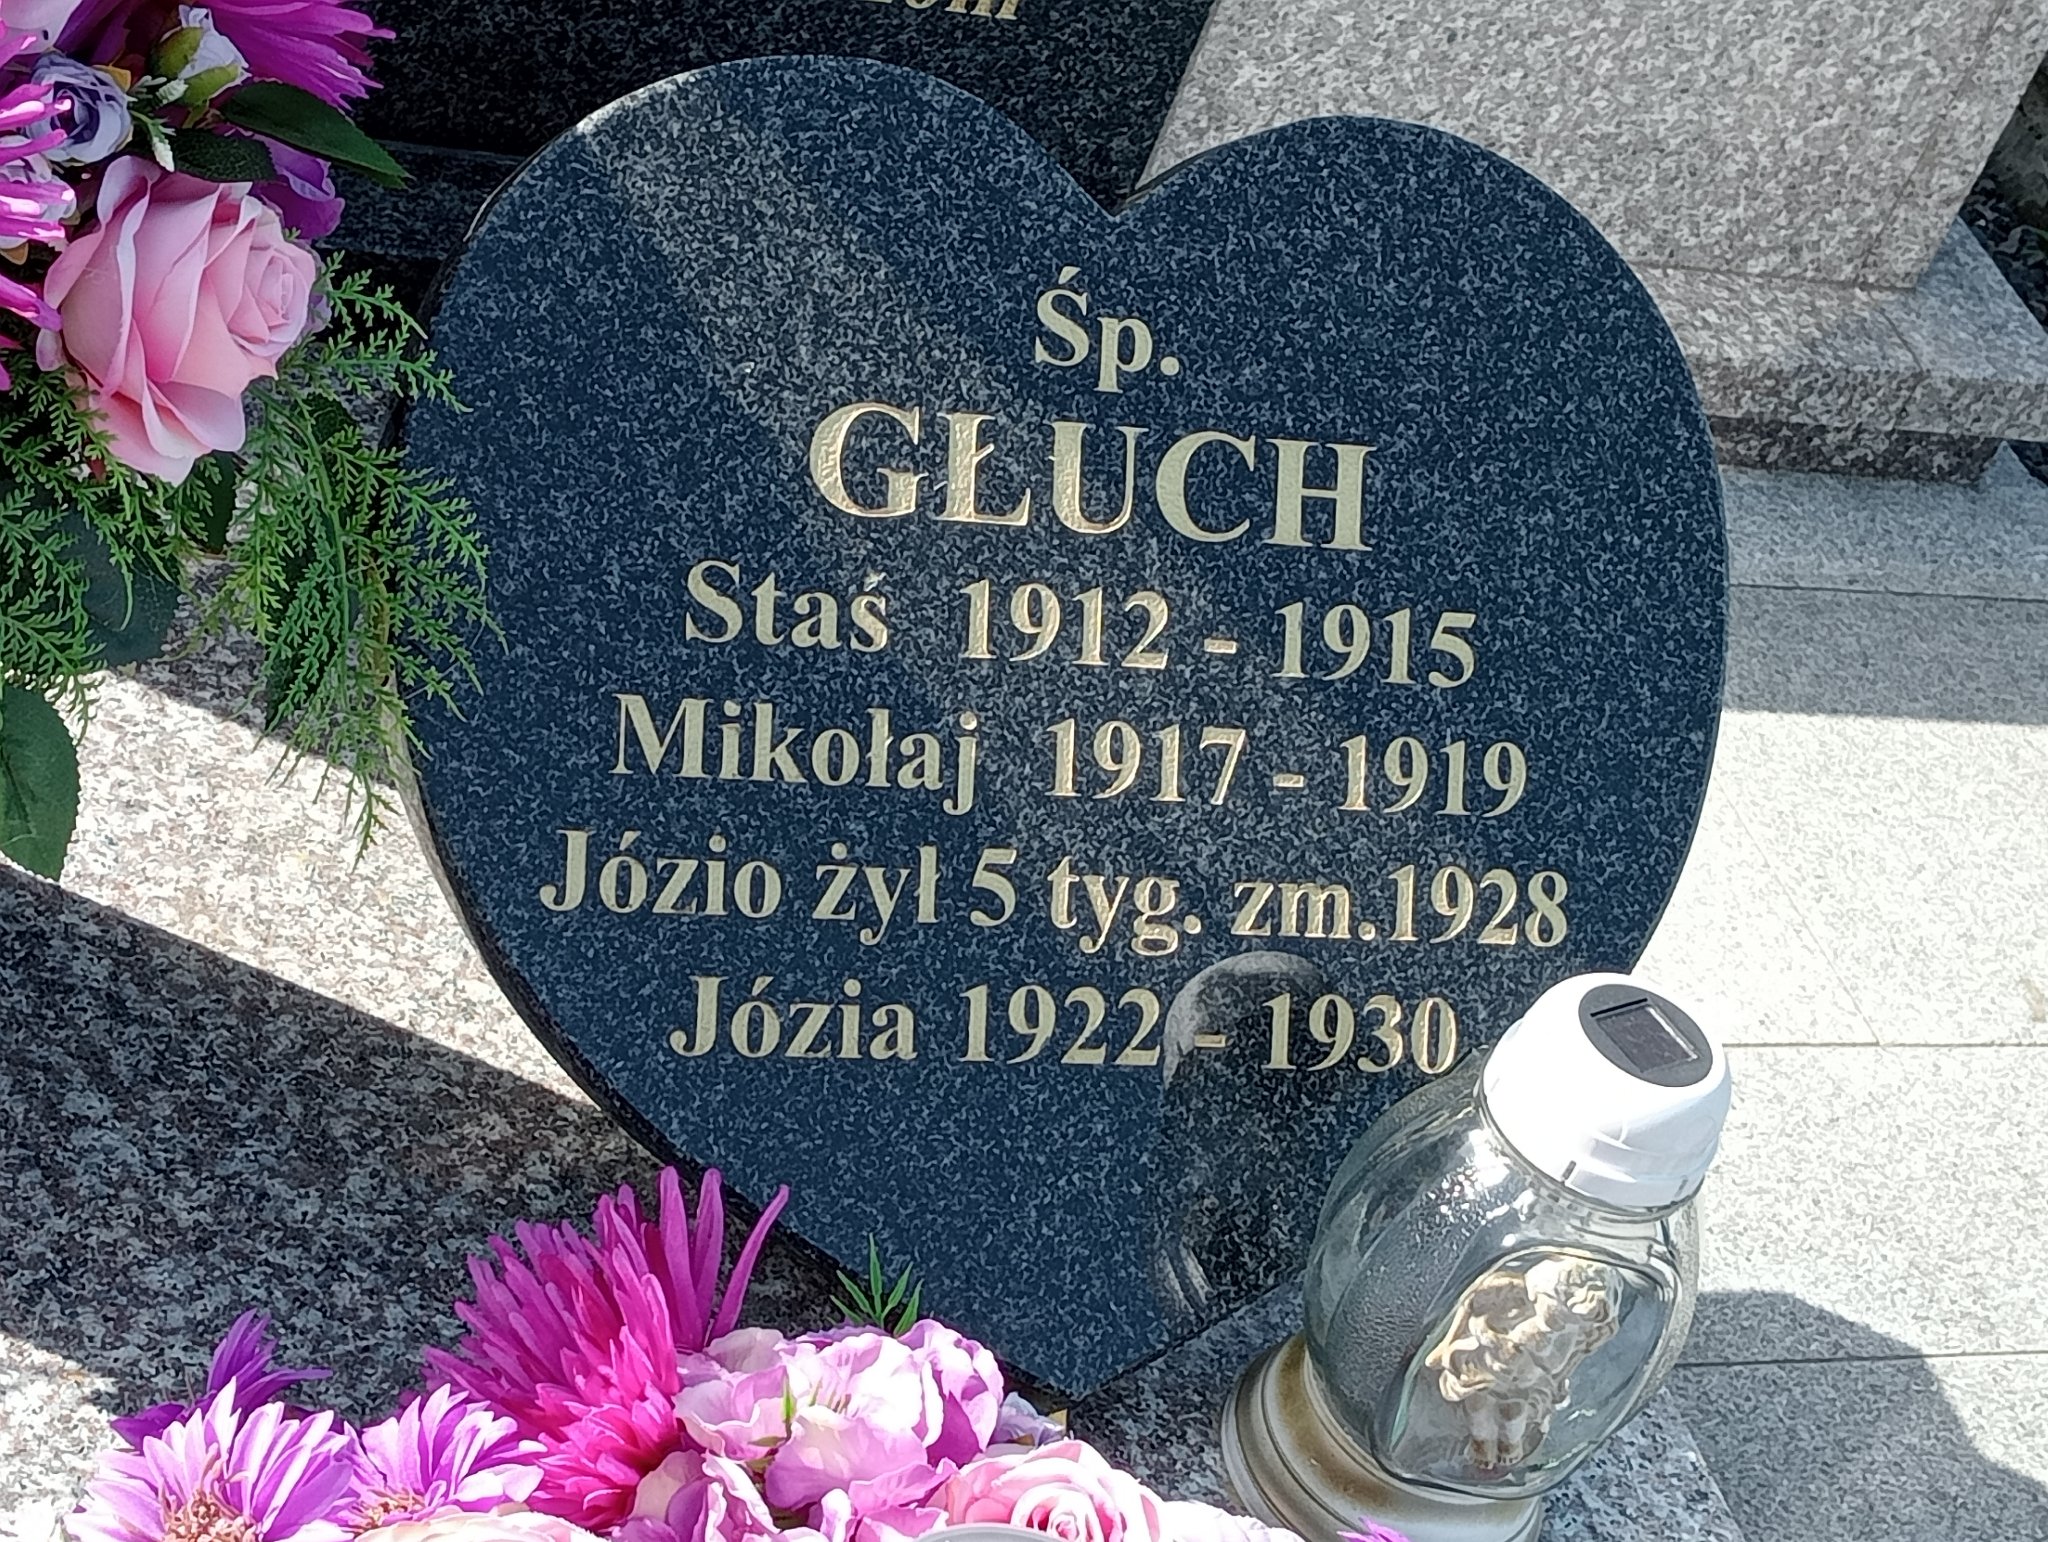 Śp.
GŁUCH
Staś 1912 - 1915
Mikołaj 1917 - 1919
Józio żył 5 tyg. zm.1928
Józia 1922 - 1930